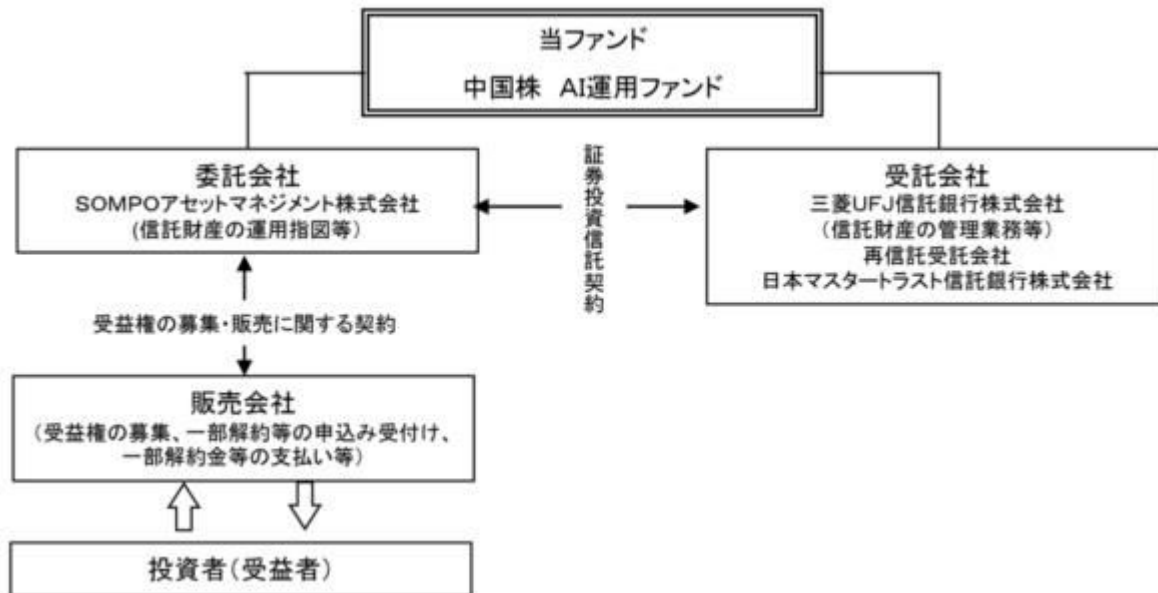 当ファンド
中国株 AI運用ファンド
委託会社
SOMPOアセットマネジメント株式会社
(信託財産の運用指図等)
証券投資信託契約
受託会社
三菱UFJ信託銀行株式会社
(信託財産の管理業務等)
再信託受託会社
日本マスタートラスト信託銀行株式会社
受益権の募集・販売に関する契約
販売会社
(受益権の募集、一部解約等の申込み受付け、
一部解約金等の支払い等)
投資者(受益者)